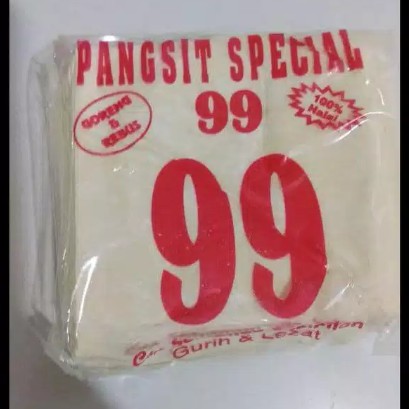 PANGSIT SPECIAL
99
GORENG
&
REBUS
100%
Halal
99
Gurih & Lezat